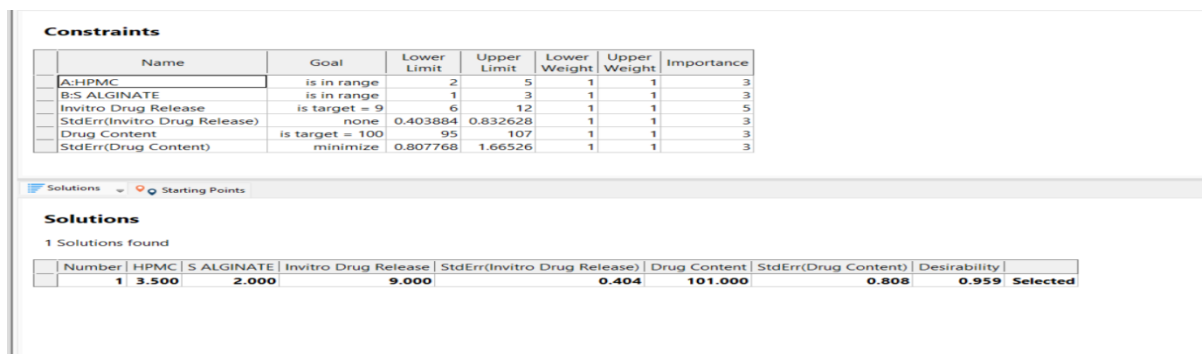 Constraints
Name Goal Lower Limit Upper Limit Lower Weight Upper Weight Importance
A:HPMC is in range 2 5 1 1 3
B:S ALGINATE is in range 1 3 1 1 3
Invitro Drug Release is target = 9 6 12 1 1 5
StdErr(Invitro Drug Release) none 0.403884 0.832628 1 1 3
Drug Content is target = 100 95 107 1 1 3
StdErr(Drug Content) minimize 0.807768 1.66526 1 1 3
Solutions Starting Points
Solutions
1 Solutions found
Number HPMC S ALGINATE Invitro Drug Release StdErr(Invitro Drug Release) Drug Content StdErr(Drug Content) Desirability
1 3.500 2.000 9.000 0.404 101.000 0.808 0.959 Selected